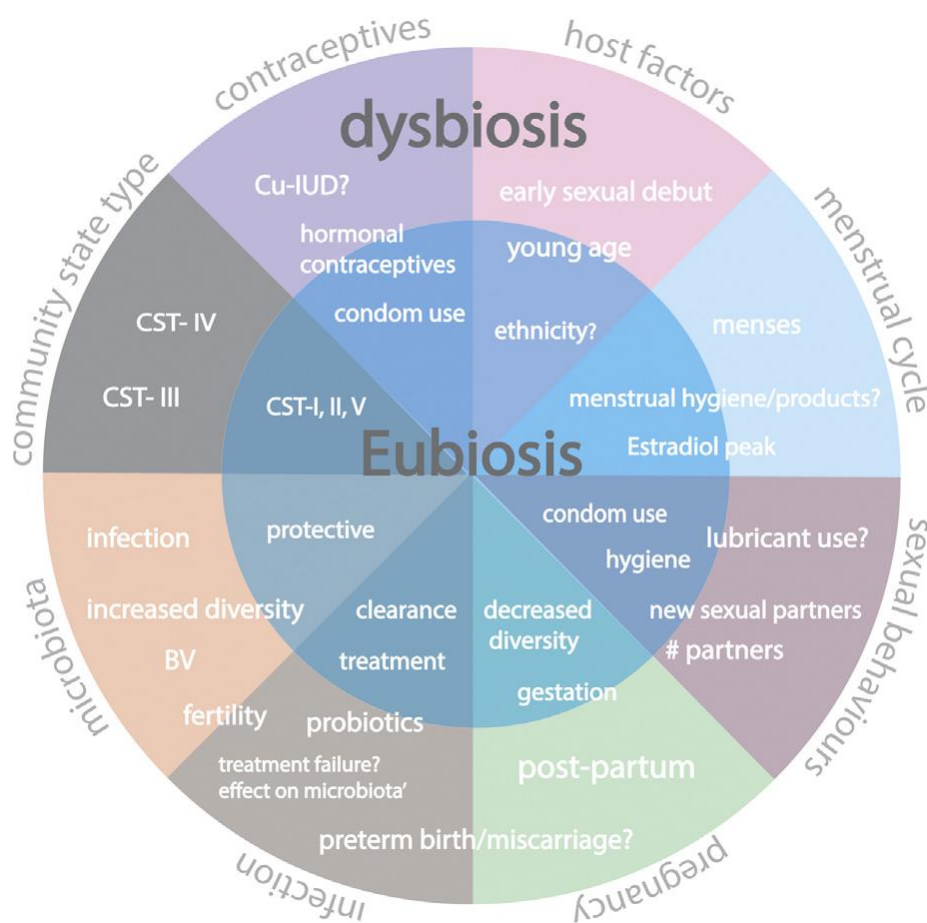 contraceptives
host factors
dysbiosis
Cu-IUD?
early sexual debut
hormonal
contraceptives
young age
menstrual cycle
community state type
condom use
ethnicity?
menses
CST- IV
CST- III
CST-I, II, V
menstrual hygiene/products?
Eubiosis
Estradiol peak
infection
protective
condom use
lubricant use?
hygiene
sexual behaviours
increased diversity
clearance
decreased
diversity
new sexual partners
# partners
BV
treatment
microbiota
fertility
probiotics
gestation
treatment failure?
effect on microbiota'
post-partum
preterm birth/miscarriage?
Infection
pregnancy